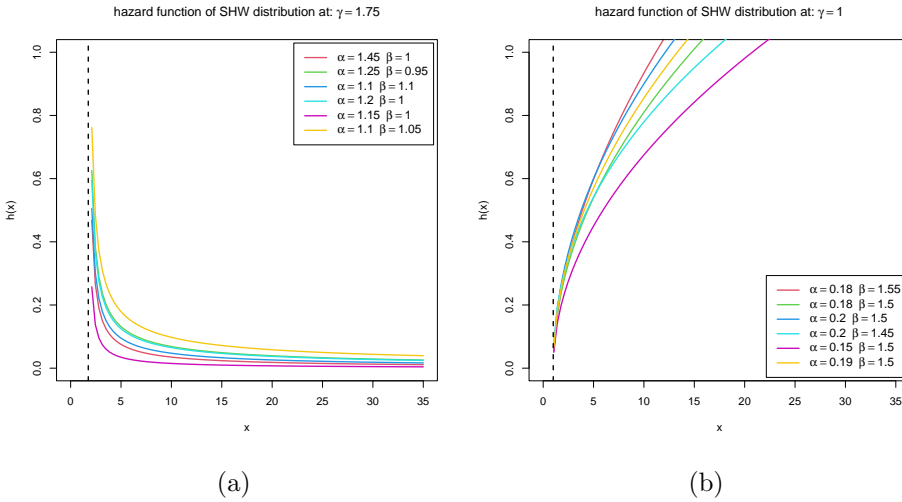 hazard function of SHW distribution at: γ = 1.75
1.0
0.8
0.6
0.4
0.2
0.0
h(x)
α = 1.45 β = 1
α = 1.25 β = 0.95
α = 1.1 β = 1.1
α = 1.2 β = 1
α = 1.15 β = 1
α = 1.1 β = 1.05
0 5 10 15 20 25 30 35
x
(a)
hazard function of SHW distribution at: γ = 1
1.0
0.8
0.6
0.4
0.2
0.0
h(x)
α = 0.18 β = 1.55
α = 0.18 β = 1.5
α = 0.2 β = 1.5
α = 0.2 β = 1.45
α = 0.15 β = 1.5
α = 0.19 β = 1.5
0 5 10 15 20 25 30 35
x
(b)